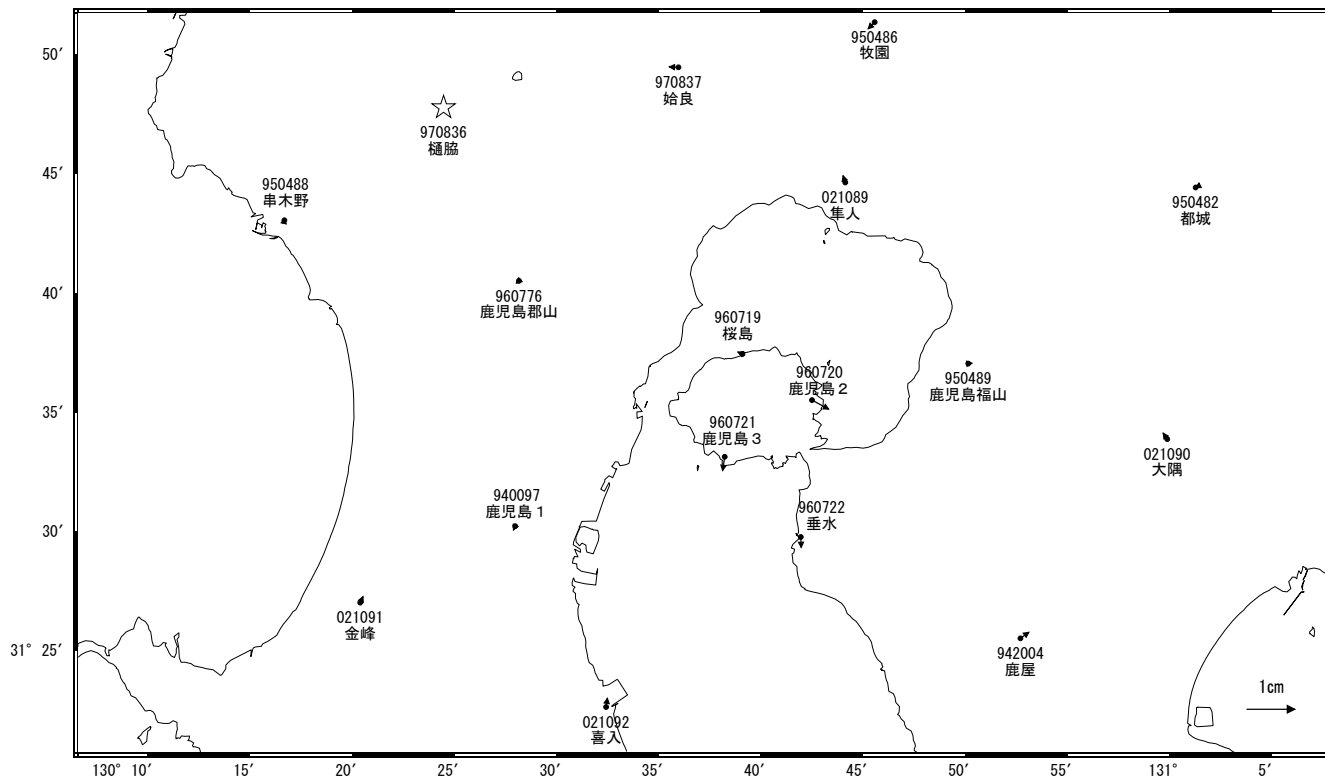 50′
45′
40′
35′
30′
31° 25′
950486
牧園
970837
姶良
970836
樋脇
950488
串木野
021089
隼人
950482
都城
960776
鹿児島郡山
960719
桜島
960720
鹿児島２
950489
鹿児島福山
960721
鹿児島３
021090
大隅
940097
鹿児島１
960722
垂水
021091
金峰
942004
鹿屋
021092
喜入
1cm
130° 10′ 15′ 20′ 25′ 30′ 35′ 40′ 45′ 50′ 55′ 131° 5′